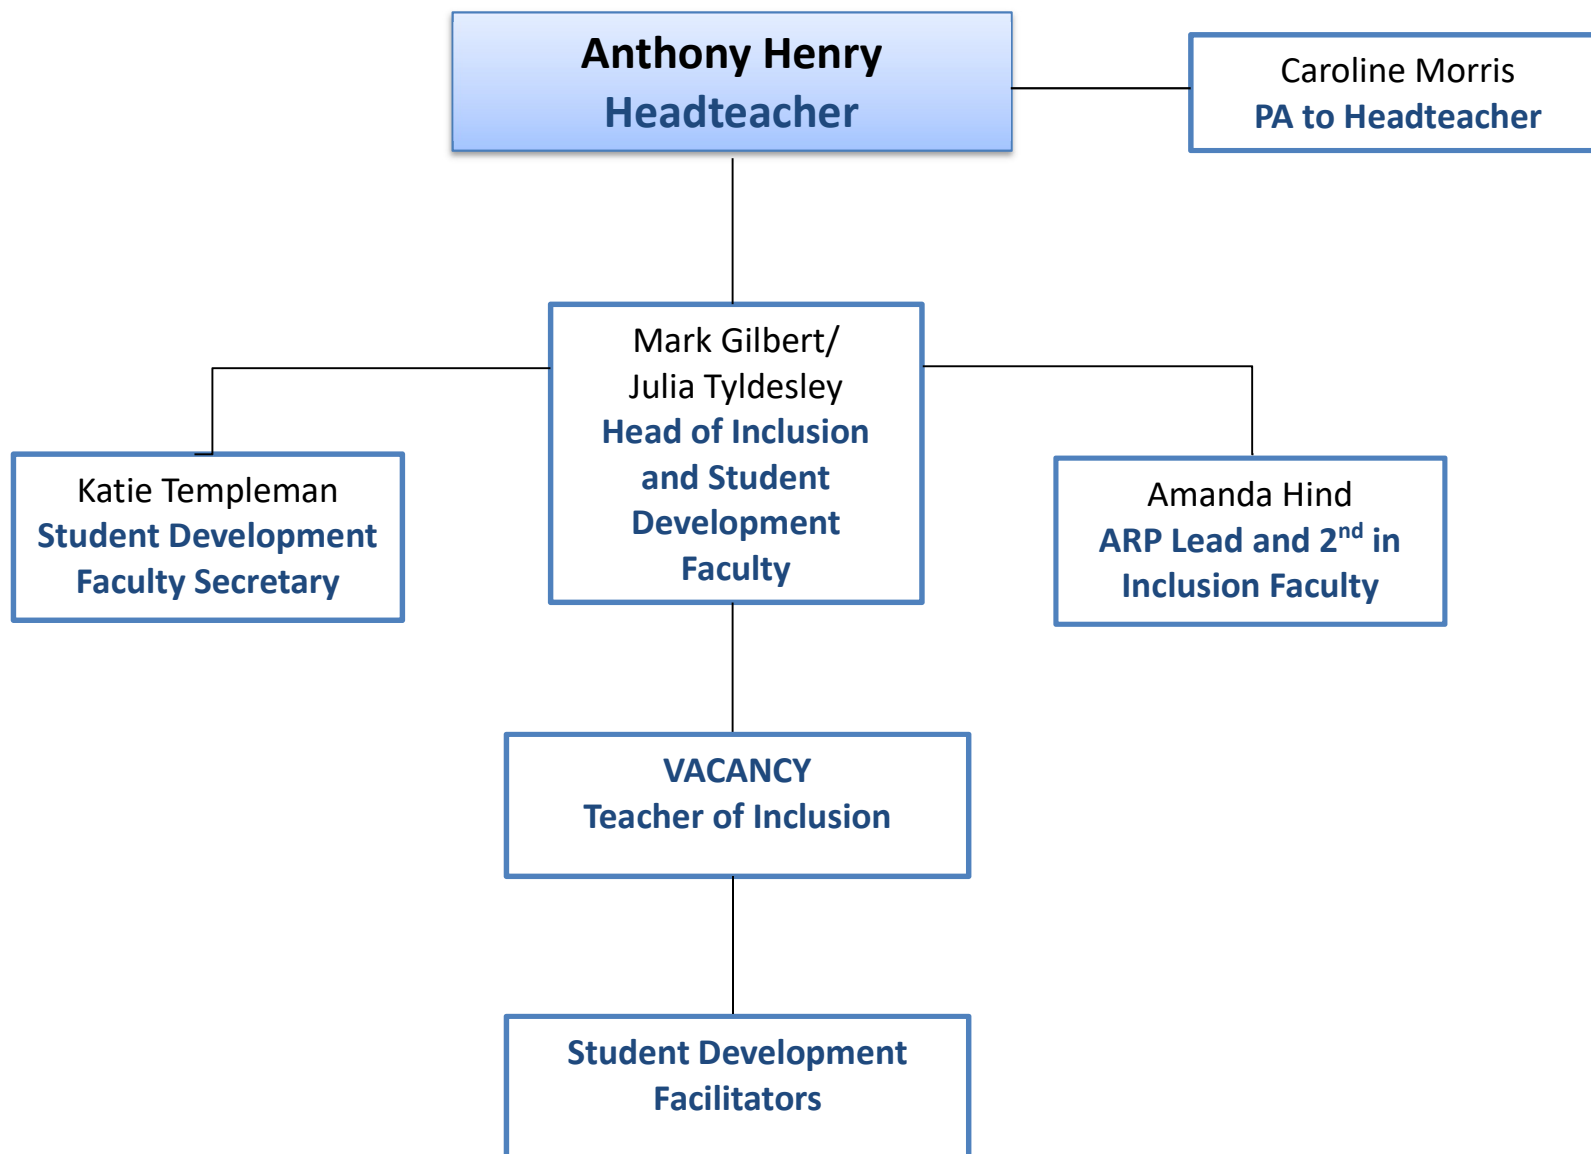 Anthony Henry
Headteacher
Caroline Morris
PA to Headteacher
Mark Gilbert/
Julia Tyldesley
Head of Inclusion
and Student
Development
Faculty
Katie Templeman
Student Development
Faculty Secretary
Amanda Hind
ARP Lead and 2nd in
Inclusion Faculty
VACANCY
Teacher of Inclusion
Student Development
Facilitators